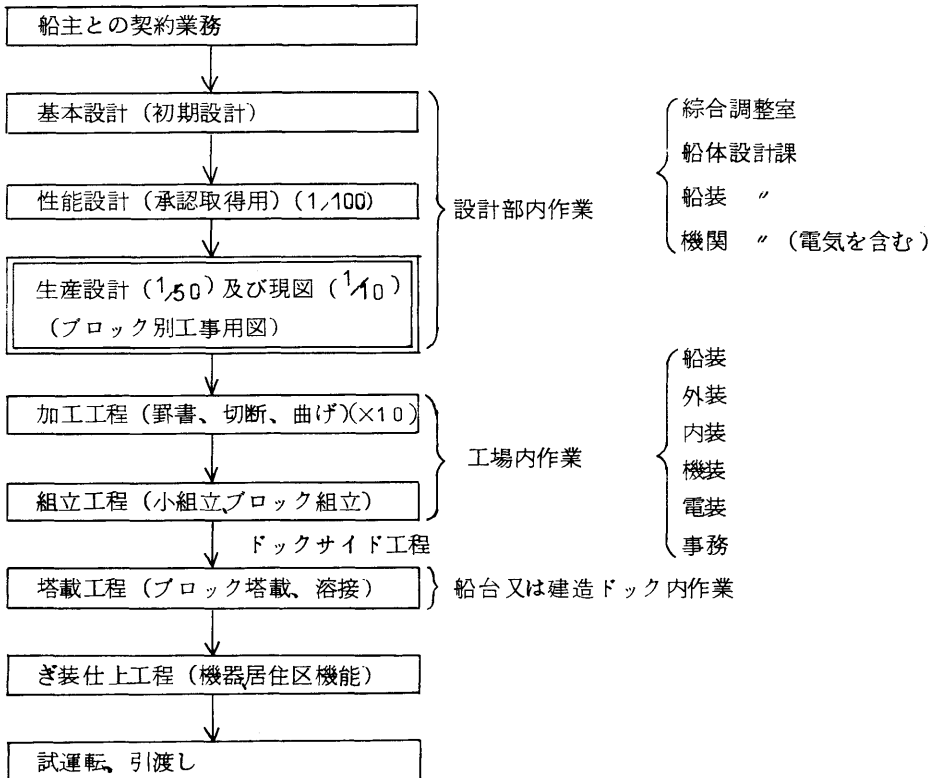 船主との契約業務
基本設計（初期設計）
性能設計（承認取得用）(1/100)
生産設計（1/50）及び現図（1/10）
（ブロック別工事用図）
設計部内作業
綜合調整室
船体設計課
船装　〃
機関　〃（電気を含む）
加工工程（罫書、切断、曲げ）(×10)
組立工程（小組立、ブロック組立）
工場内作業
船装
外装
内装
機装
電装
事務
ドックサイド工程
塔載工程（ブロック塔載、溶接）
船台又は建造ドック内作業
ぎ装仕上工程（機器、居住区機能）
試運転、引渡し